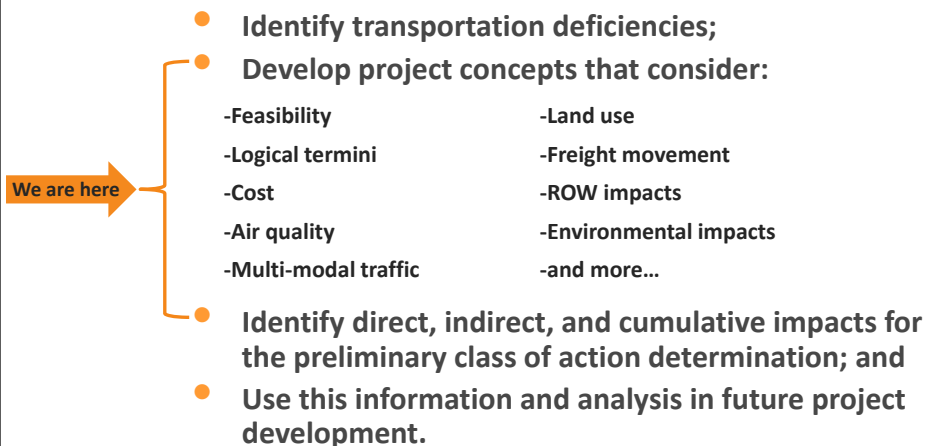 • Identify transportation deficiencies;
• Develop project concepts that consider:
-Feasibility
-Logical termini
-Cost
-Air quality
-Multi-modal traffic
-Land use
-Freight movement
-ROW impacts
-Environmental impacts
-and more…
We are here
• Identify direct, indirect, and cumulative impacts for
the preliminary class of action determination; and
• Use this information and analysis in future project
development.